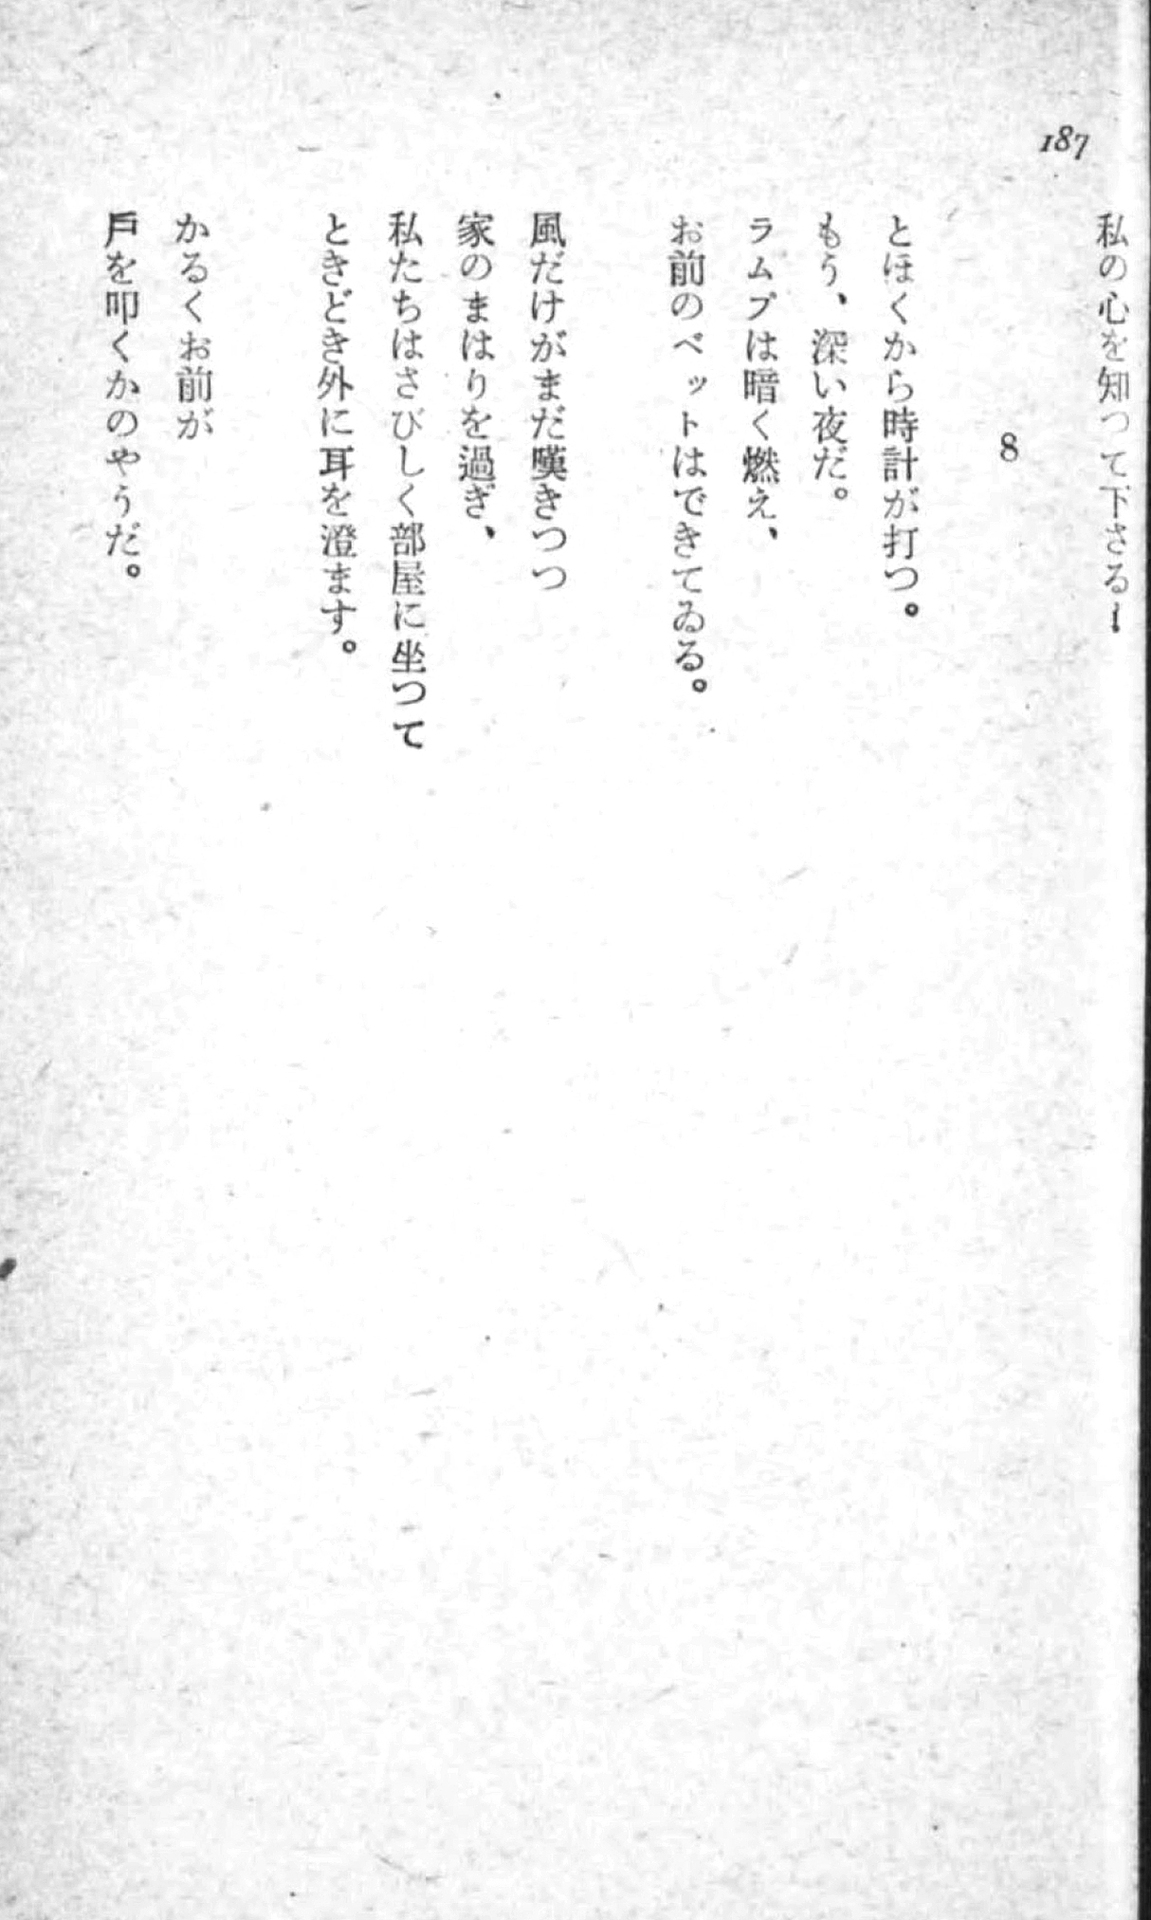 187
私の心を知つて下さる！
8
とほくから時計が打つ。
もう、深い夜だ。
ラムプは暗く燃え、
お前のベットはできてゐる。
風だけがまだ嘆きつつ
家のまはりを過ぎ、
私たちはさびしく部屋に坐つて
ときどき外に耳を澄ます。
かるくお前が
戶を叩くかのやうだ。